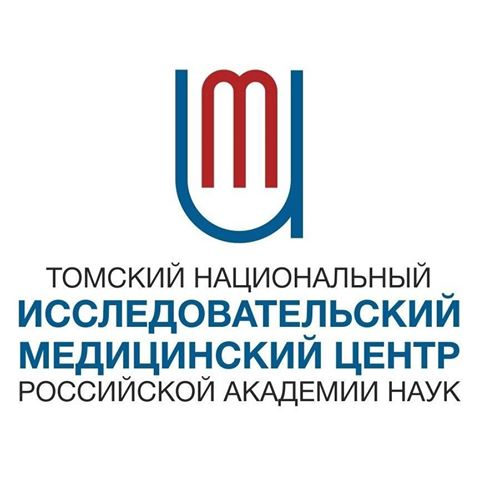 ТОМСКИЙ НАЦИОНАЛЬНЫЙ
ИССЛЕДОВАТЕЛЬСКИЙ
МЕДИЦИНСКИЙ ЦЕНТР
РОССИЙСКОЙ АКАДЕМИИ НАУК